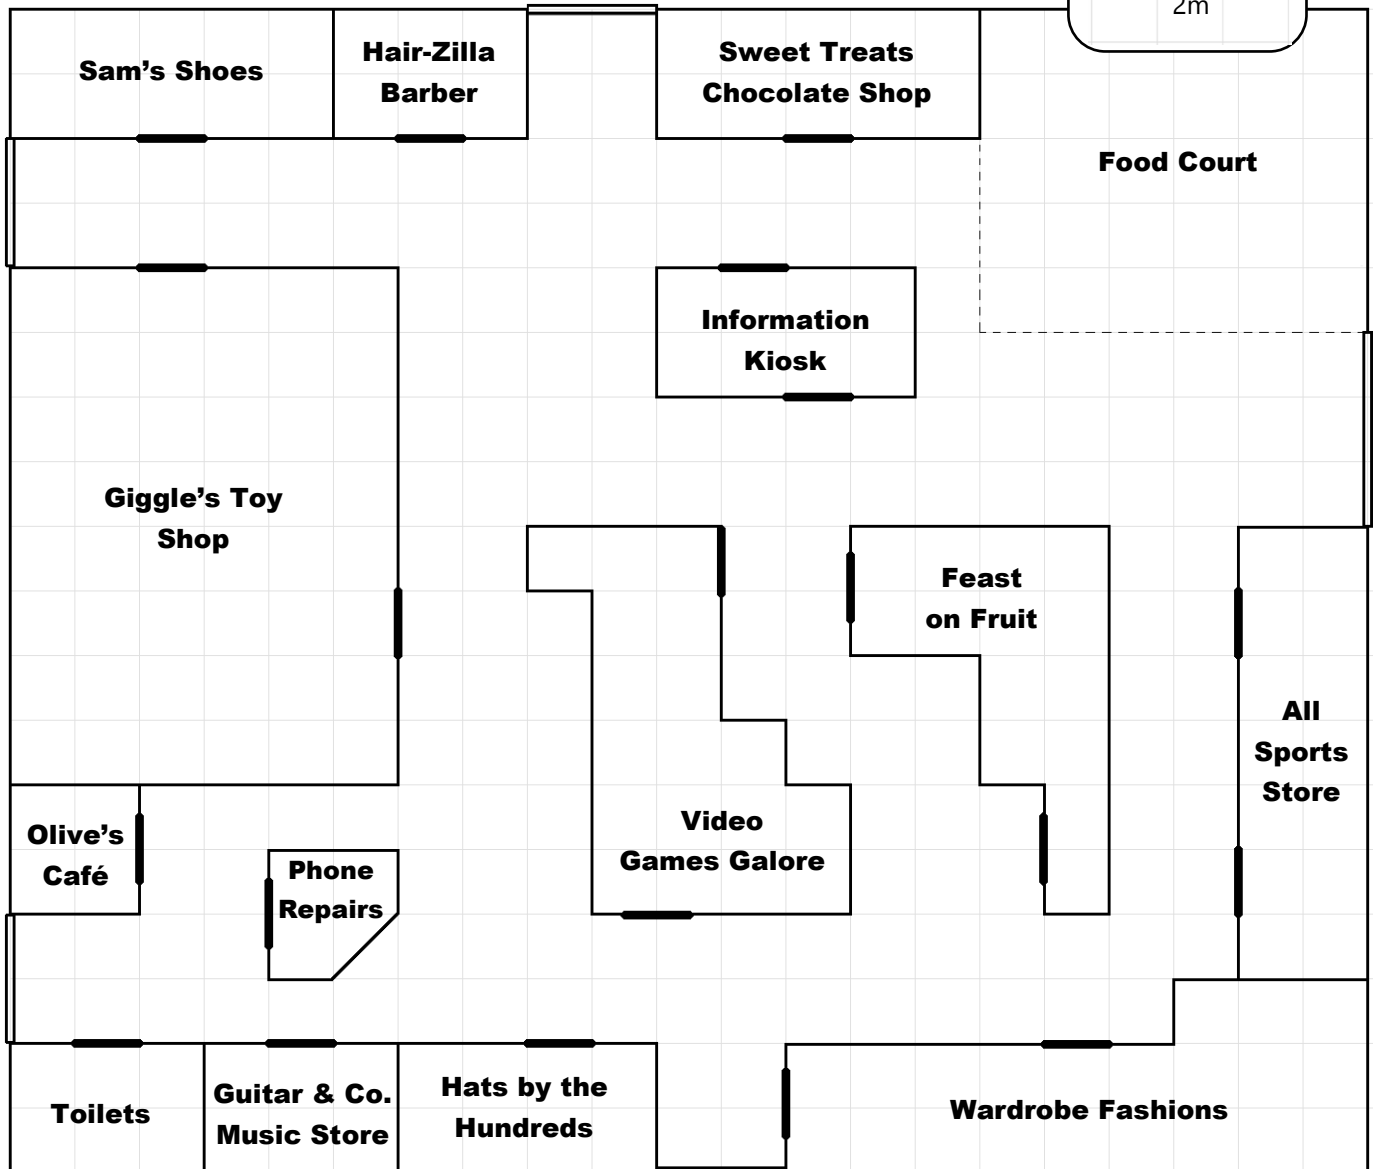 2m
Sam’s Shoes
Hair-Zilla
Barber
Sweet Treats
Chocolate Shop
Food Court
Information
Kiosk
Giggle’s Toy
Shop
Feast
on Fruit
All
Sports
Store
Olive’s
Café
Phone
Repairs
Video
Games Galore
Toilets
Guitar & Co.
Music Store
Hats by the
Hundreds
Wardrobe Fashions